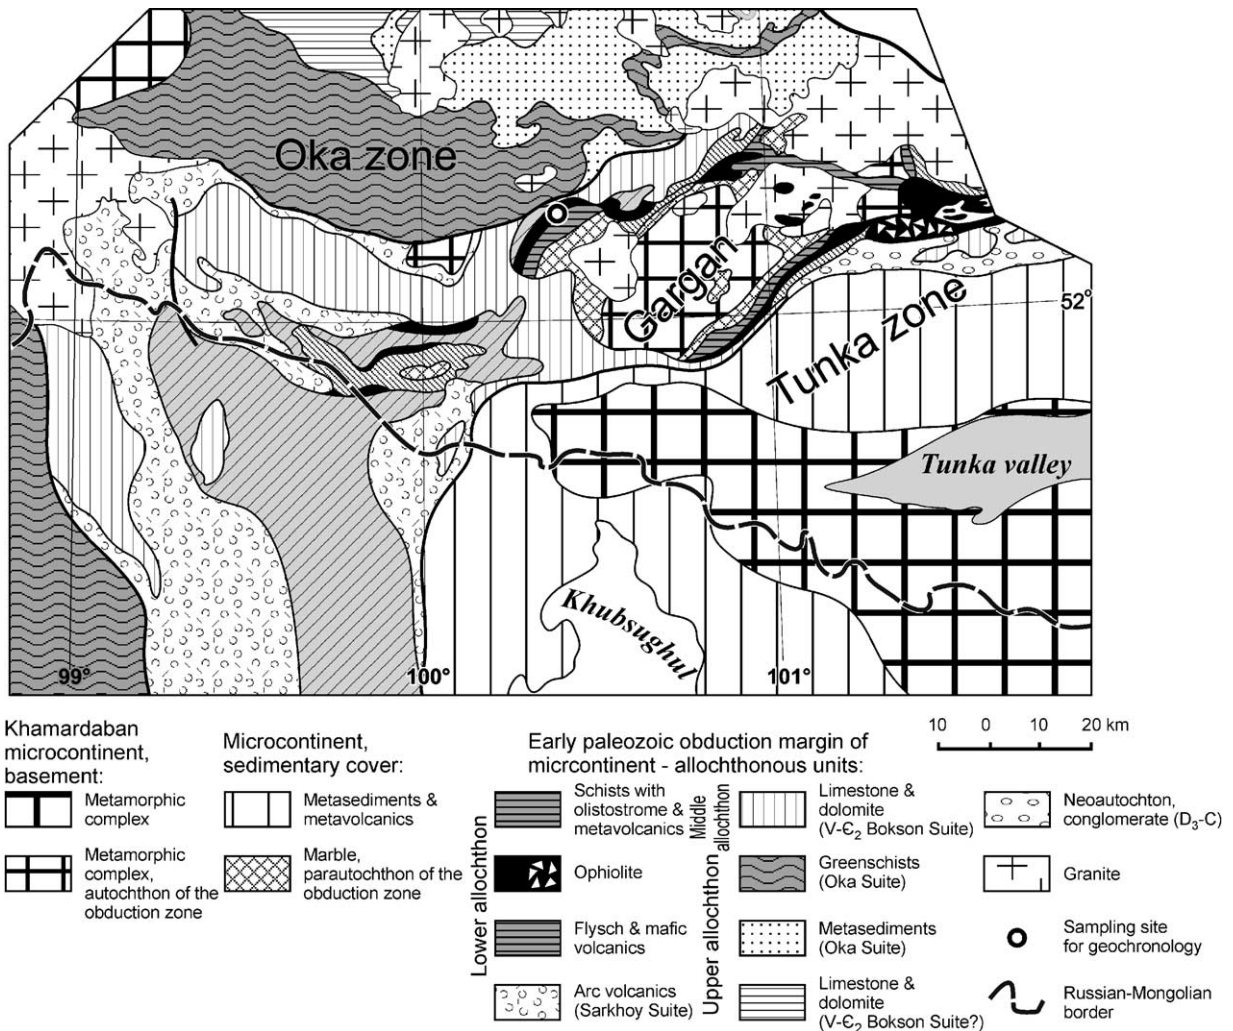 Oka zone
Gargan
52°
Tunka zone
Tunka valley
Khubsughul
99°
100°
101°
Khamardaban
microcontinent,
basement:
Metamorphic
complex
Metamorphic
complex,
autochthon of the
obduction zone
Microcontinent,
sedimentary cover:
Metasediments &
metavolcanics
Marble,
parautochthon of the
obduction zone
10 0 10 20 km
Early paleozoic obduction margin of
micrcontinent - allochthonous units:
Lower allochthon
Schists with
olistostrome &
metavolcanics
Ophiolite
Flysch & mafic
volcanics
Arc volcanics
(Sarkhoy Suite)
Middle
allochthon
Limestone &
dolomite
(V-Є₂ Bokson Suite)
Upper allochthon
Greenschists
(Oka Suite)
Metasediments
(Oka Suite)
Limestone &
dolomite
(V-Є₂ Bokson Suite?)
Neoautochton,
conglomerate (D₃-C)
Granite
Sampling site
for geochronology
Russian-Mongolian
border